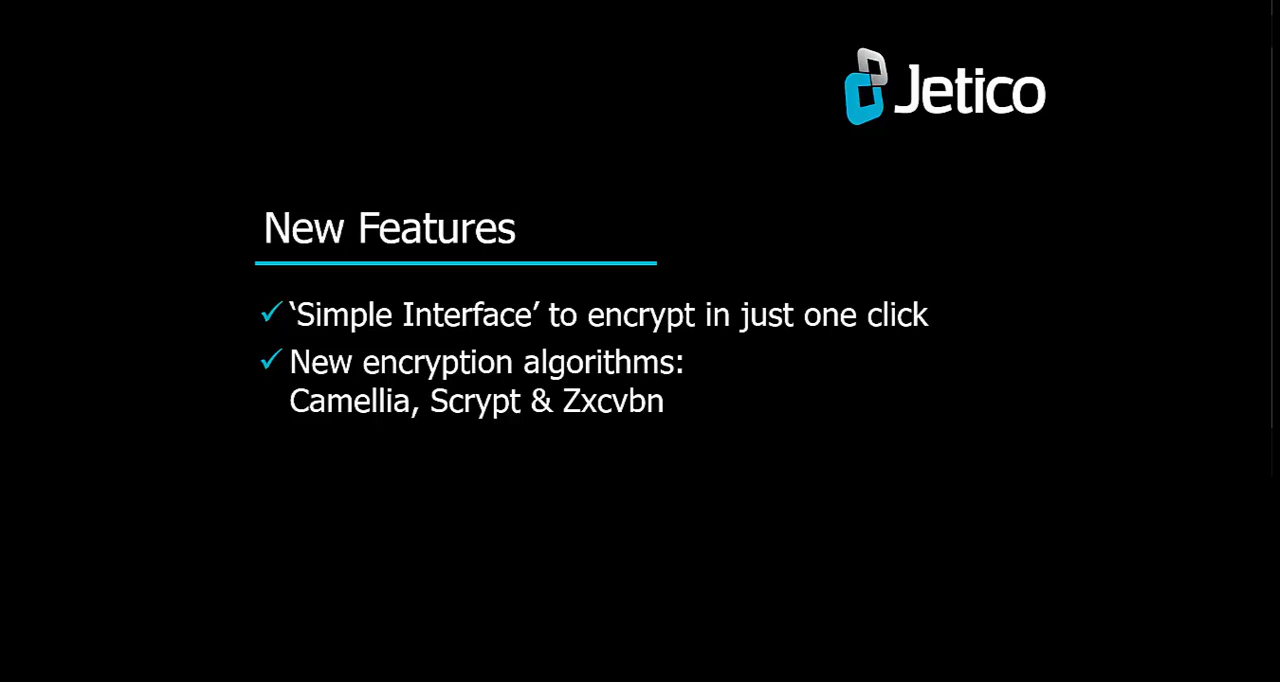 Jetico
New Features
✓ ‘Simple Interface’ to encrypt in just one click
✓ New encryption algorithms:
Camellia, Scrypt & Zxcvbn